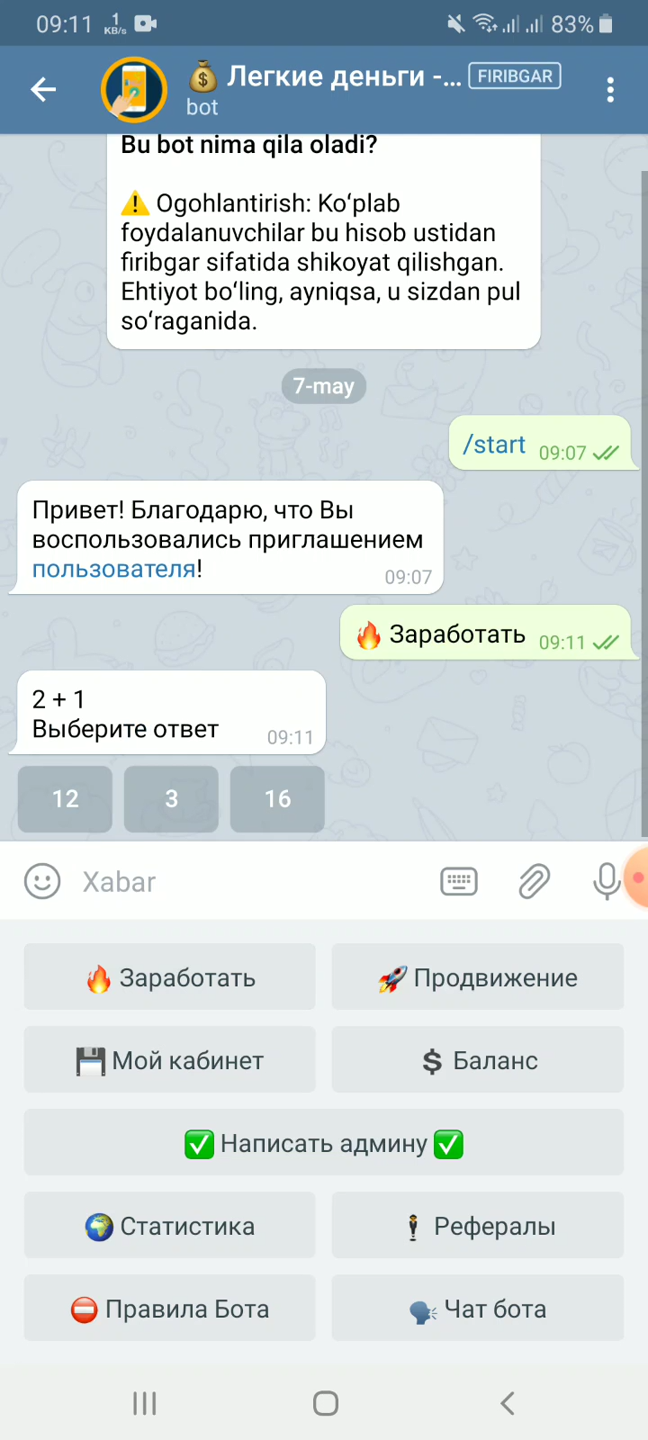 09:11 1 KB/s 83%
💰 Легкие деньги -... FIRIBGAR
bot
Bu bot nima qila oladi?
⚠️ Ogohlantirish: Koʻplab
foydalanuvchilar bu hisob ustidan
firibgar sifatida shikoyat qilishgan.
Ehtiyot boʻling, ayniqsa, u sizdan pul
soʻraganida.
7-may
/start 09:07
Привет! Благодарю, что Вы
воспользовались приглашением
пользователя!
09:07
🔥 Заработать 09:11
2 + 1
Выберите ответ 09:11
12 3 16
Xabar
🔥 Заработать 🚀 Продвижение
💾 Мой кабинет 💲 Баланс
✅ Написать админу ✅
🌍 Статистика 🕴 Рефералы
⛔ Правила Бота 🗣 Чат бота